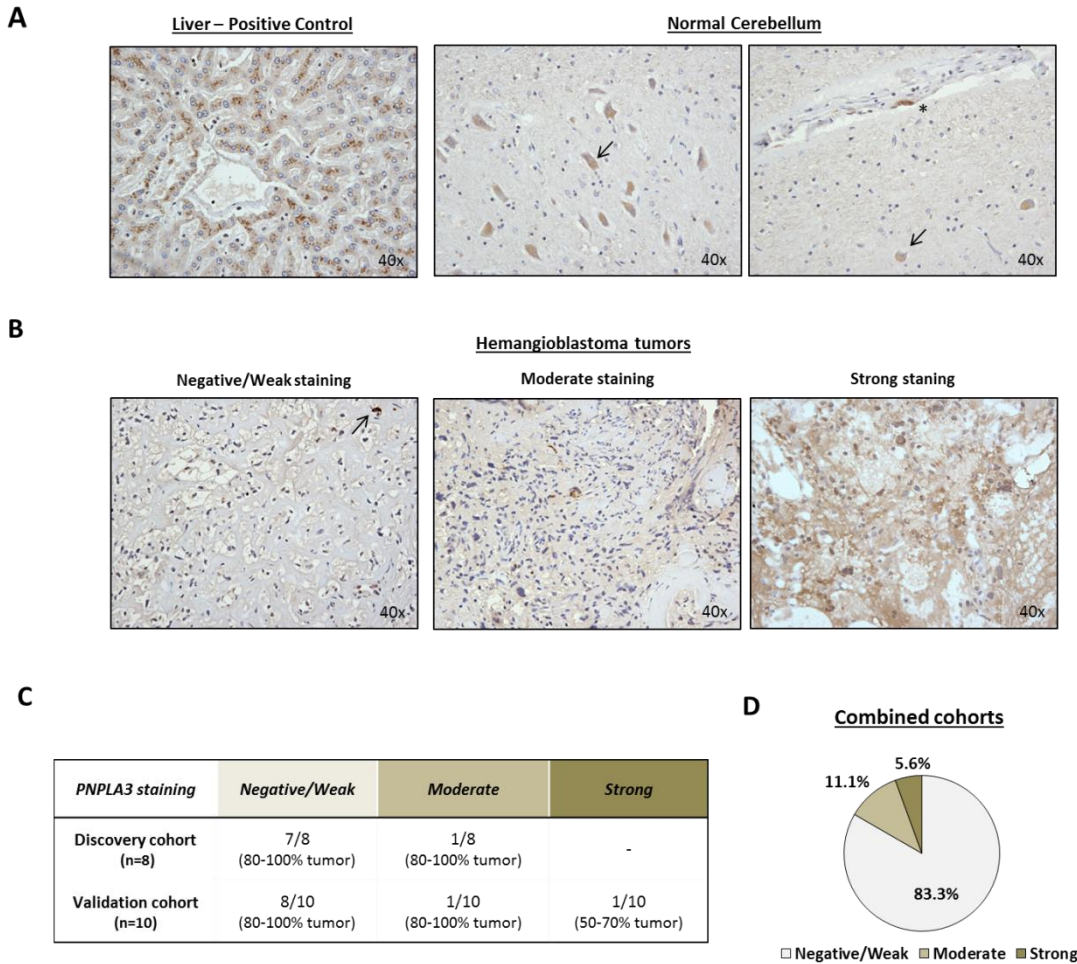 A
Liver – Positive Control
Normal Cerebellum
40x
40x
*
40x
B
Hemangioblastoma tumors
Negative/Weak staining
Moderate staining
Strong staning
40x
40x
40x
C
PNPLA3 staining Negative/Weak Moderate Strong
Discovery cohort
(n=8)
7/8
(80-100% tumor)
1/8
(80-100% tumor)
-
Validation cohort
(n=10)
8/10
(80-100% tumor)
1/10
(80-100% tumor)
1/10
(50-70% tumor)
D
Combined cohorts
5.6%
11.1%
83.3%
Negative/Weak Moderate Strong